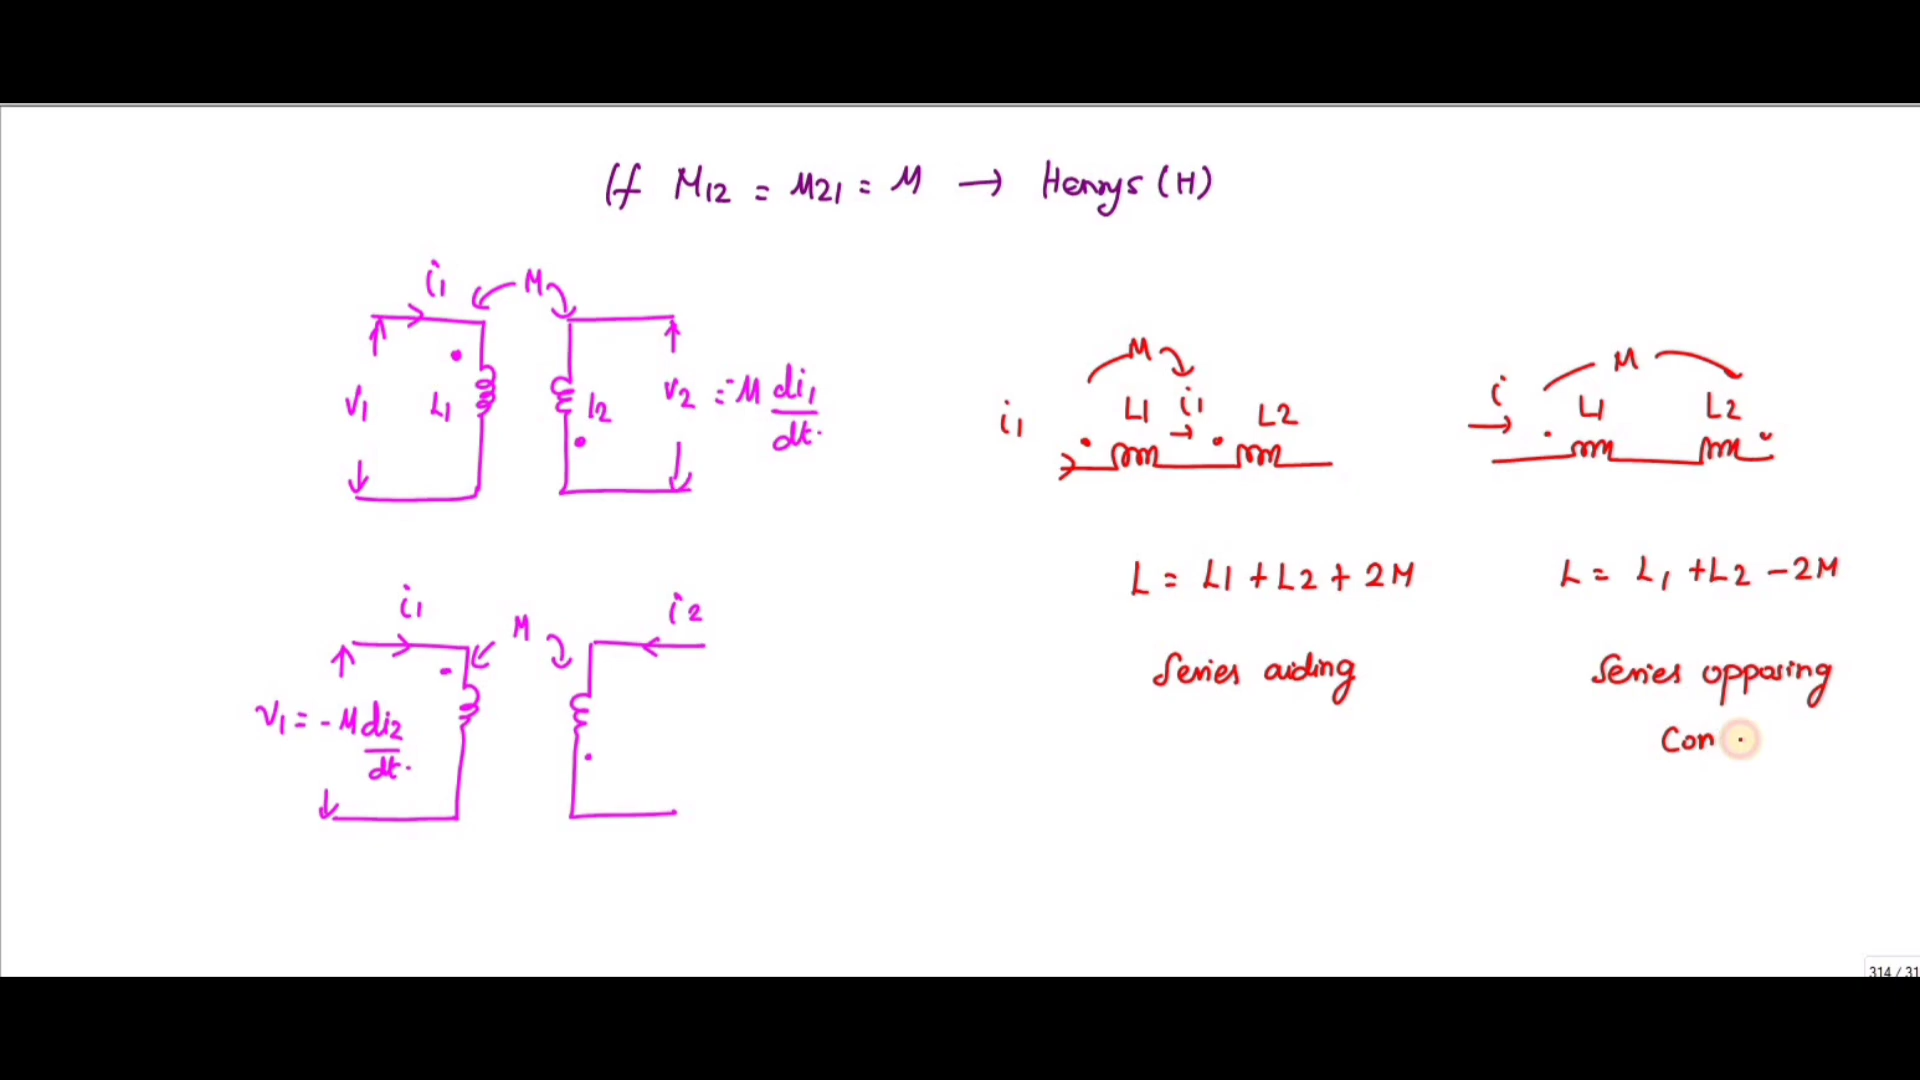 If M12 = M21 = M → Henrys (H)
i1 M
V1 L1 L2 V2 = -M di1/dt.
i1 M i2
V1 = -M di2/dt.
M
i1 L1 i1 L2
L = L1 + L2 + 2M
Series aiding
M
i L1 L2
L = L1 + L2 - 2M
Series opposing
Con